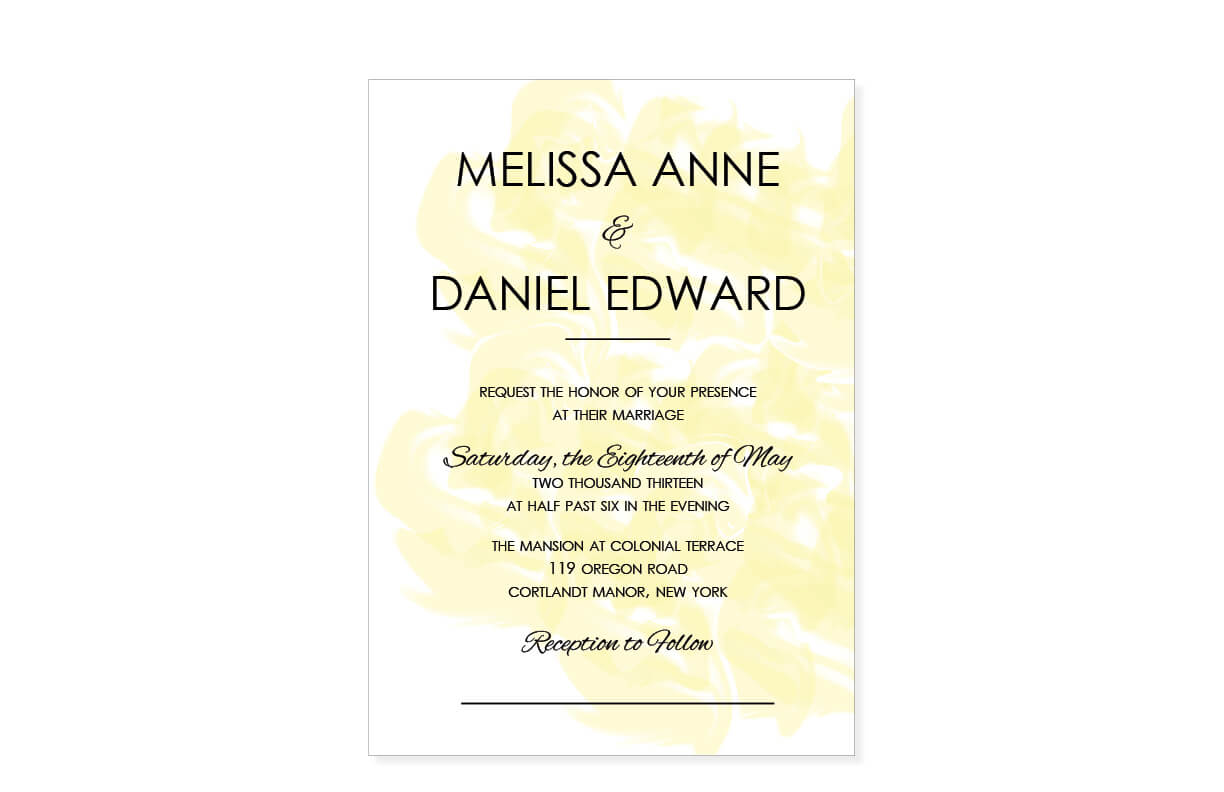 MELISSA ANNE
&
DANIEL EDWARD
REQUEST THE HONOR OF YOUR PRESENCE
AT THEIR MARRIAGE
Saturday, the Eighteenth of May
TWO THOUSAND THIRTEEN
AT HALF PAST SIX IN THE EVENING
THE MANSION AT COLONIAL TERRACE
119 OREGON ROAD
CORTLANDT MANOR, NEW YORK
Reception to Follow